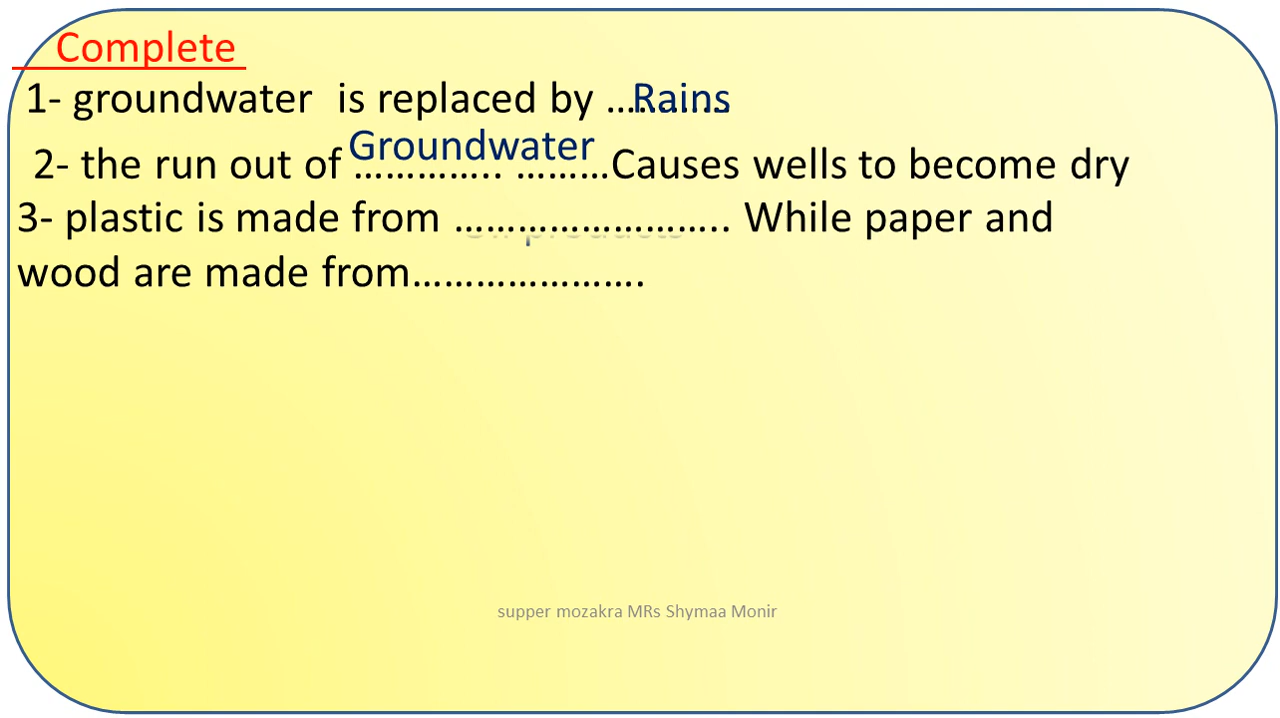 Complete
1- groundwater is replaced by ……….. Rains
2- the run out of ………….. ………Causes wells to become dry
Groundwater
3- plastic is made from …………………….. While paper and
wood are made from………………….
supper mozakra MRs Shymaa Monir